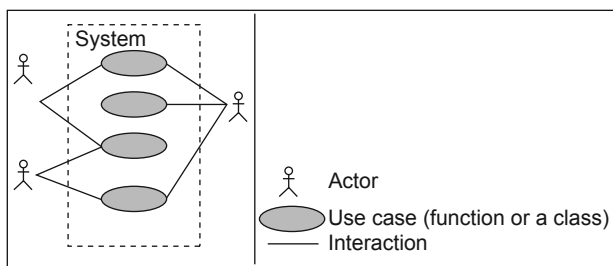 System
Actor
Use case (function or a class)
Interaction